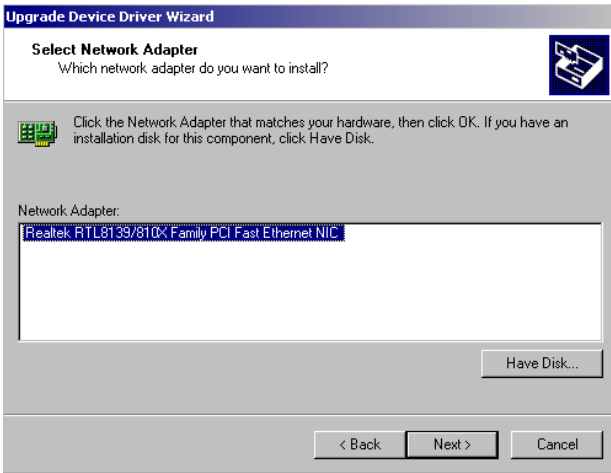 Upgrade Device Driver Wizard
Select Network Adapter
Which network adapter do you want to install?
Click the Network Adapter that matches your hardware, then click OK. If you have an
installation disk for this component, click Have Disk.
Network Adapter:
Realtek RTL8139/810X Family PCI Fast Ethernet NIC
Have Disk...
< Back Next > Cancel